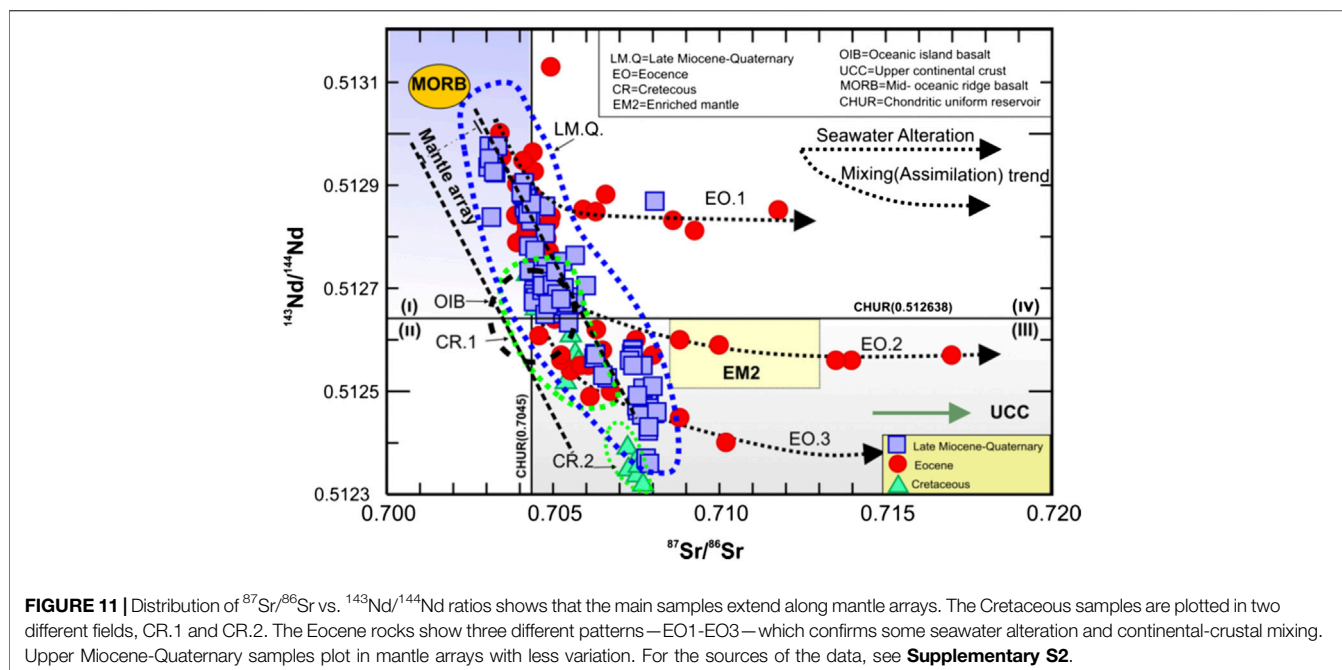 LM.Q=Late Miocene-Quaternary
EO=Eocence
CR=Cretecous
EM2=Enriched mantle
OIB=Oceanic island basalt
UCC=Upper continental crust
MORB=Mid- oceanic ridge basalt
CHUR=Chondritic uniform reservoir
MORB
LM.Q.
Mantle array
Seawater Alteration
Mixing(Assimilation) trend
EO.1
OIB
(I)
CHUR(0.512638)
(IV)
(II)
(III)
CR.1
EO.2
EM2
UCC
EO.3
CR.2
CHUR(0.7045)
Late Miocene-Quaternary
Eocene
Cretaceous
0.5131
0.5129
0.5127
0.5125
0.5123
¹⁴³Nd/¹⁴⁴Nd
0.700
0.705
0.710
0.715
0.720
⁸⁷Sr/⁸⁶Sr
FIGURE 11 | Distribution of ⁸⁷Sr/⁸⁶Sr vs. ¹⁴³Nd/¹⁴⁴Nd ratios shows that the main samples extend along mantle arrays. The Cretaceous samples are plotted in two
different fields, CR.1 and CR.2. The Eocene rocks show three different patterns—EO1-EO3—which confirms some seawater alteration and continental-crustal mixing.
Upper Miocene-Quaternary samples plot in mantle arrays with less variation. For the sources of the data, see Supplementary S2.